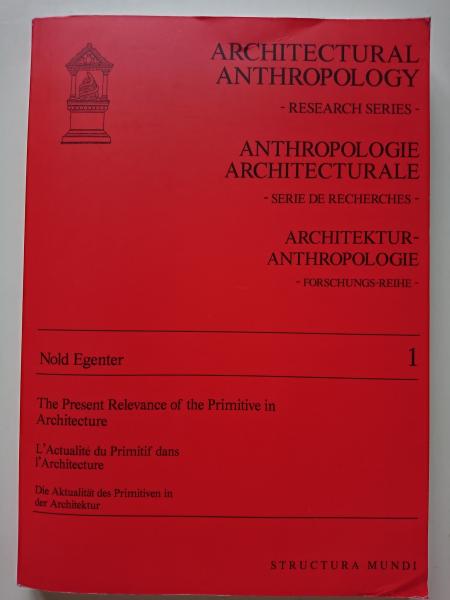 ARCHITECTURAL
ANTHROPOLOGY
- RESEARCH SERIES -
ANTHROPOLOGIE
ARCHITECTURALE
- SERIE DE RECHERCHES -
ARCHITEKTUR-
ANTHROPOLOGIE
- FORSCHUNGS-REIHE -
Nold Egenter 1
The Present Relevance of the Primitive in
Architecture
L'Actualité du Primitif dans
l'Architecture
Die Aktualität des Primitiven in
der Architektur
STRUCTURA MUNDI